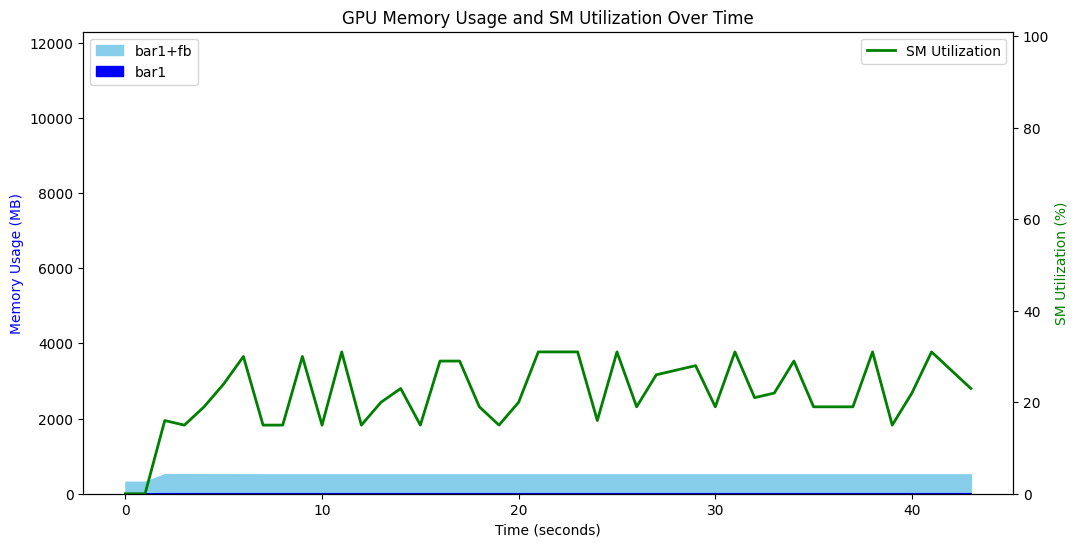 GPU Memory Usage and SM Utilization Over Time
bar1+fb
bar1
SM Utilization
Memory Usage (MB)
12000
10000
8000
6000
4000
2000
0
SM Utilization (%)
100
80
60
40
20
0
0 10 20 30 40
Time (seconds)